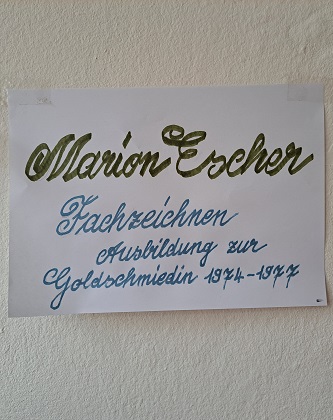 Marion Escher
Fachzeichnen
Ausbildung zur
Goldschmiedin 1974-1977